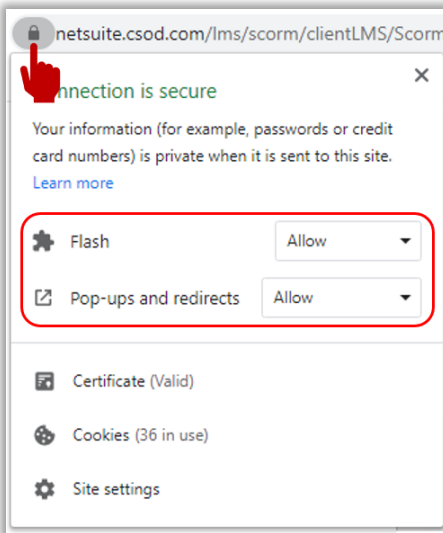 netsuite.csod.com/lms/scorm/clientLMS/Scorm
nnection is secure
Your information (for example, passwords or credit
card numbers) is private when it is sent to this site.
Learn more
Flash Allow
Pop-ups and redirects Allow
Certificate (Valid)
Cookies (36 in use)
Site settings